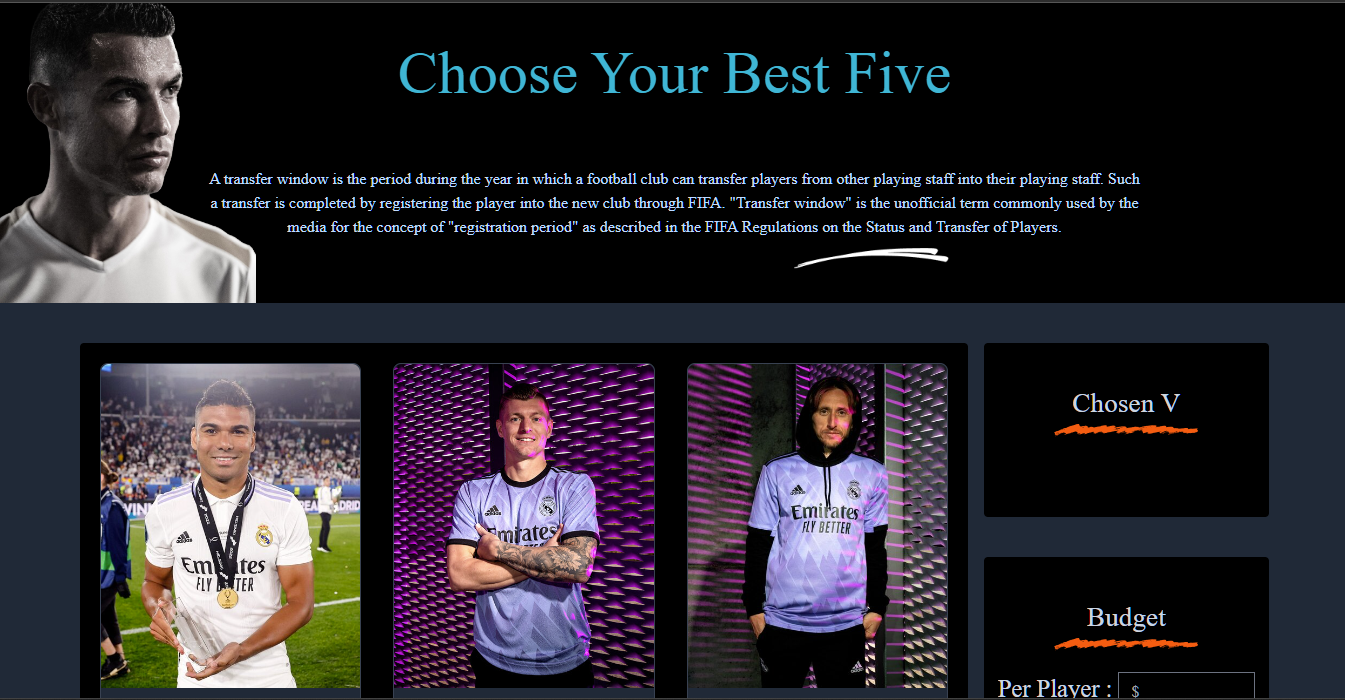 Choose Your Best Five
A transfer window is the period during the year in which a football club can transfer players from other playing staff into their playing staff. Such
a transfer is completed by registering the player into the new club through FIFA. "Transfer window" is the unofficial term commonly used by the
media for the concept of "registration period" as described in the FIFA Regulations on the Status and Transfer of Players.
Chosen V
adidas
Emirates
FLY BETTER
adidas
Emirates
adidas
Emirates
FLY BETTER
Budget
Per Player : $